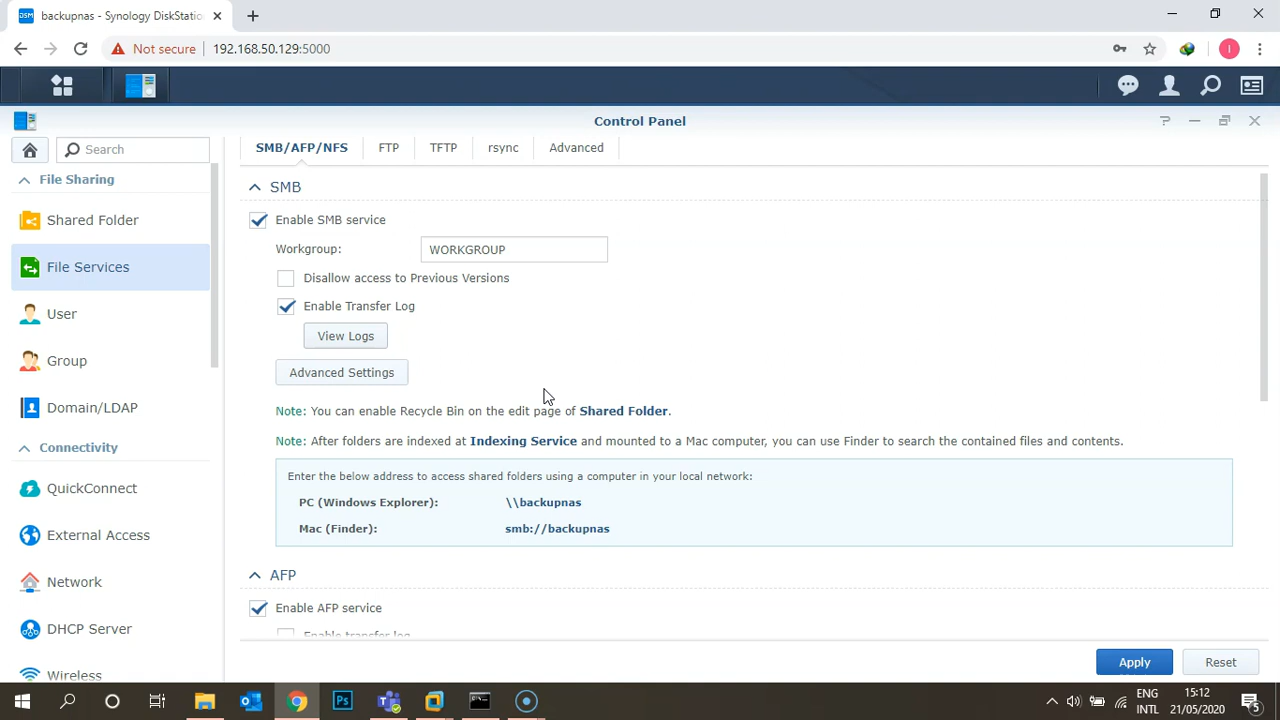 backupnas - Synology DiskStatio
Not secure
192.168.50.129:5000
I
Control Panel
Search
File Sharing
Shared Folder
File Services
User
Group
Domain/LDAP
Connectivity
QuickConnect
External Access
Network
DHCP Server
Wireless
SMB/AFP/NFS FTP TFTP rsync Advanced
SMB
Enable SMB service
Workgroup: WORKGROUP
Disallow access to Previous Versions
Enable Transfer Log
View Logs
Advanced Settings
Note: You can enable Recycle Bin on the edit page of Shared Folder.
Note: After folders are indexed at Indexing Service and mounted to a Mac computer, you can use Finder to search the contained files and contents.
Enter the below address to access shared folders using a computer in your local network:
PC (Windows Explorer): \\backupnas
Mac (Finder): smb://backupnas
AFP
Enable AFP service
Enable transfer log
Apply Reset
DSM
Ps
ENG
INTL
15:12
21/05/2020
5